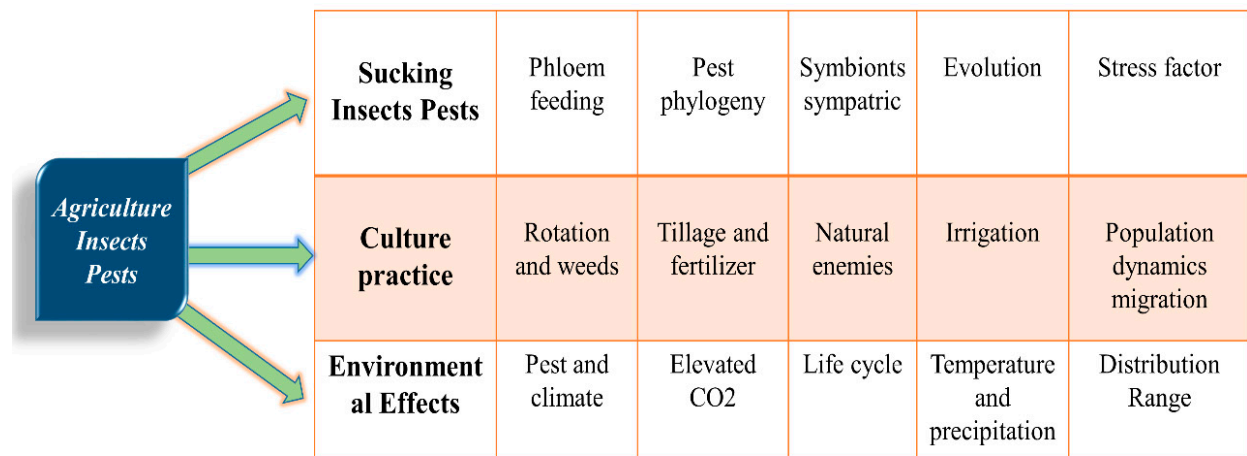 Agriculture
Insects
Pests
Sucking
Insects Pests
Phloem
feeding
Pest
phylogeny
Symbionts
sympatric
Evolution
Stress factor
Culture
practice
Rotation
and weeds
Tillage and
fertilizer
Natural
enemies
Irrigation
Population
dynamics
migration
Environment
al Effects
Pest and
climate
Elevated
CO2
Life cycle
Temperature
and
precipitation
Distribution
Range